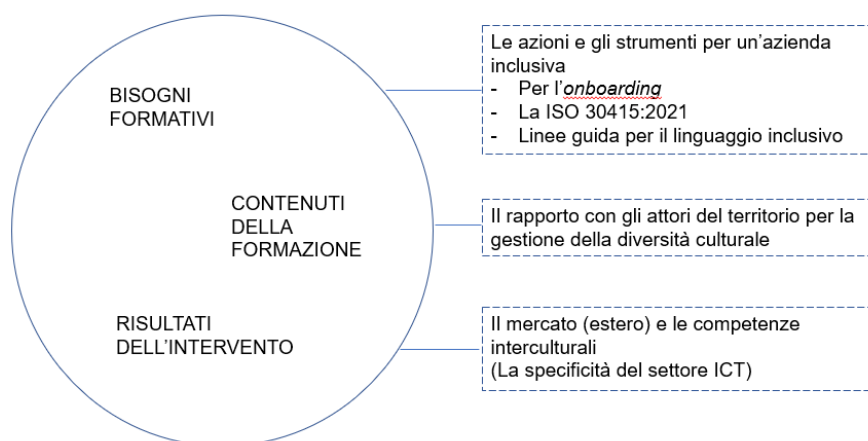 BISOGNI
FORMATIVI
CONTENUTI
DELLA
FORMAZIONE
RISULTATI
DELL'INTERVENTO
Le azioni e gli strumenti per un'azienda
inclusiva
- Per l'onboarding
- La ISO 30415:2021
- Linee guida per il linguaggio inclusivo
Il rapporto con gli attori del territorio per la
gestione della diversità culturale
Il mercato (estero) e le competenze
interculturali
(La specificità del settore ICT)